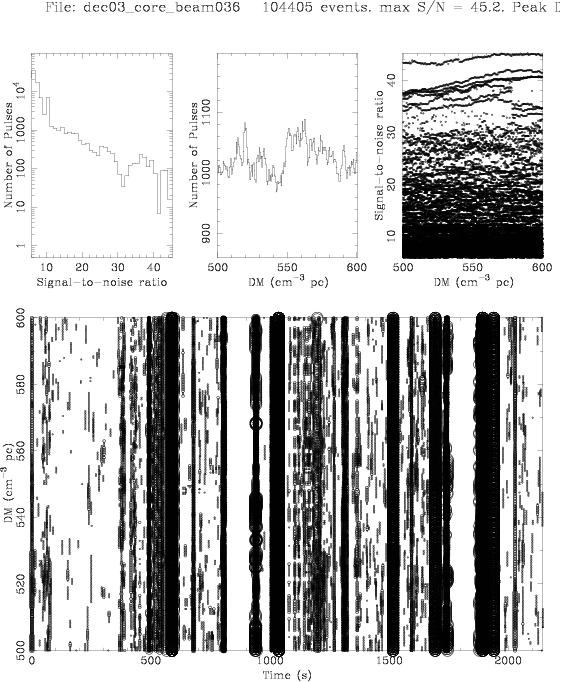 File: dec03_core_beam036 104405 events. max S/N = 45.2. Peak D
Number of Pulses
10⁴
1000
100
10
1
10 20 30 40
Signal-to-noise ratio
Number of Pulses
1100
1000
900
500 550 600
DM (cm⁻³ pc)
Signal-to-noise ratio
40
30
20
10
500 550 600
DM (cm⁻³ pc)
DM (cm⁻³ pc)
600
580
560
540
520
500
0 500 1000 1500 2000
Time (s)